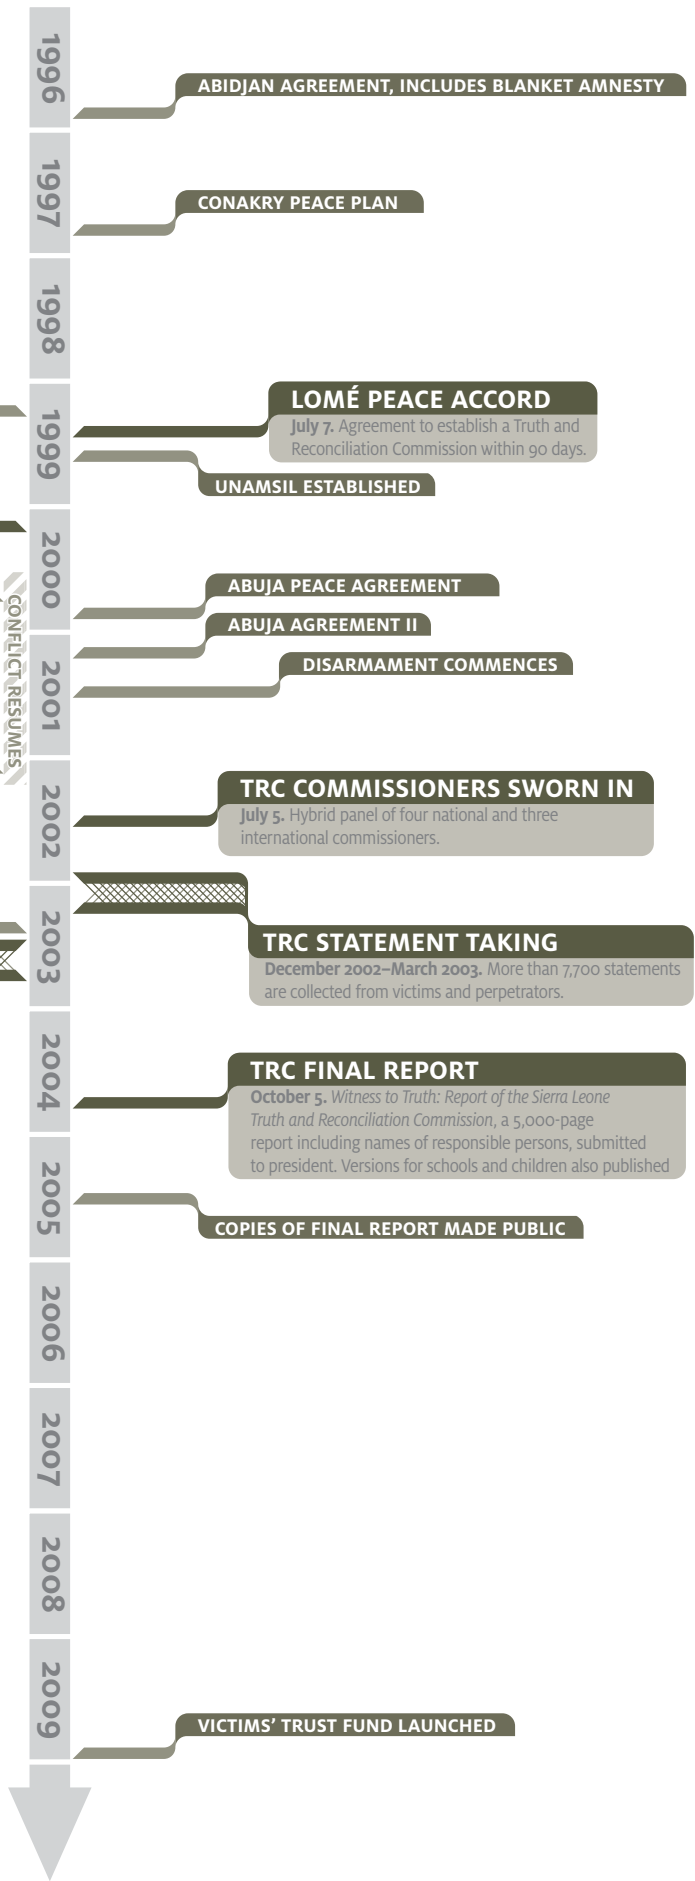 1996
ABIDJAN AGREEMENT, INCLUDES BLANKET AMNESTY
1997
CONAKRY PEACE PLAN
1998
1999
LOMÉ PEACE ACCORD
July 7. Agreement to establish a Truth and
Reconciliation Commission within 90 days.
UNAMSIL ESTABLISHED
2000
ABUJA PEACE AGREEMENT
ABUJA AGREEMENT II
CONFLICT RESUMES
2001
DISARMAMENT COMMENCES
2002
TRC COMMISSIONERS SWORN IN
July 5. Hybrid panel of four national and three
international commissioners.
2003
TRC STATEMENT TAKING
December 2002–March 2003. More than 7,700 statements
are collected from victims and perpetrators.
2004
TRC FINAL REPORT
October 5. Witness to Truth: Report of the Sierra Leone
Truth and Reconciliation Commission, a 5,000-page
report including names of responsible persons, submitted
to president. Versions for schools and children also published
2005
COPIES OF FINAL REPORT MADE PUBLIC
2006
2007
2008
2009
VICTIMS’ TRUST FUND LAUNCHED